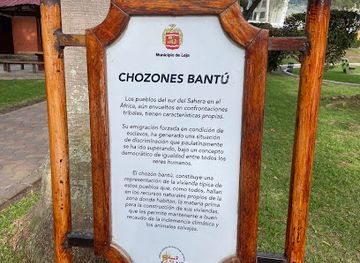 Municipio de Loja
CHOZONES BANTÚ
Los pueblos del sur del Sahara en el
África, aún envueltos en confrontaciones
tribales, tienen características propias.
Su emigración forzada en condición de
esclavos, ha generado una situación
de discriminación que paulatinamente
se ha ido superando, bajo un concepto
democrático de igualdad entre todos los
seres humanos.
El chozón bantú, constituye una
representación de la vivienda típica de
estos pueblos que, como todos, hallan
en los recursos naturales propios de la
zona donde habitan, la materia prima
para la construcción de sus viviendas,
que les permite mantenerse a buen
recaudo de la inclemencia climática y
los animales salvajes.